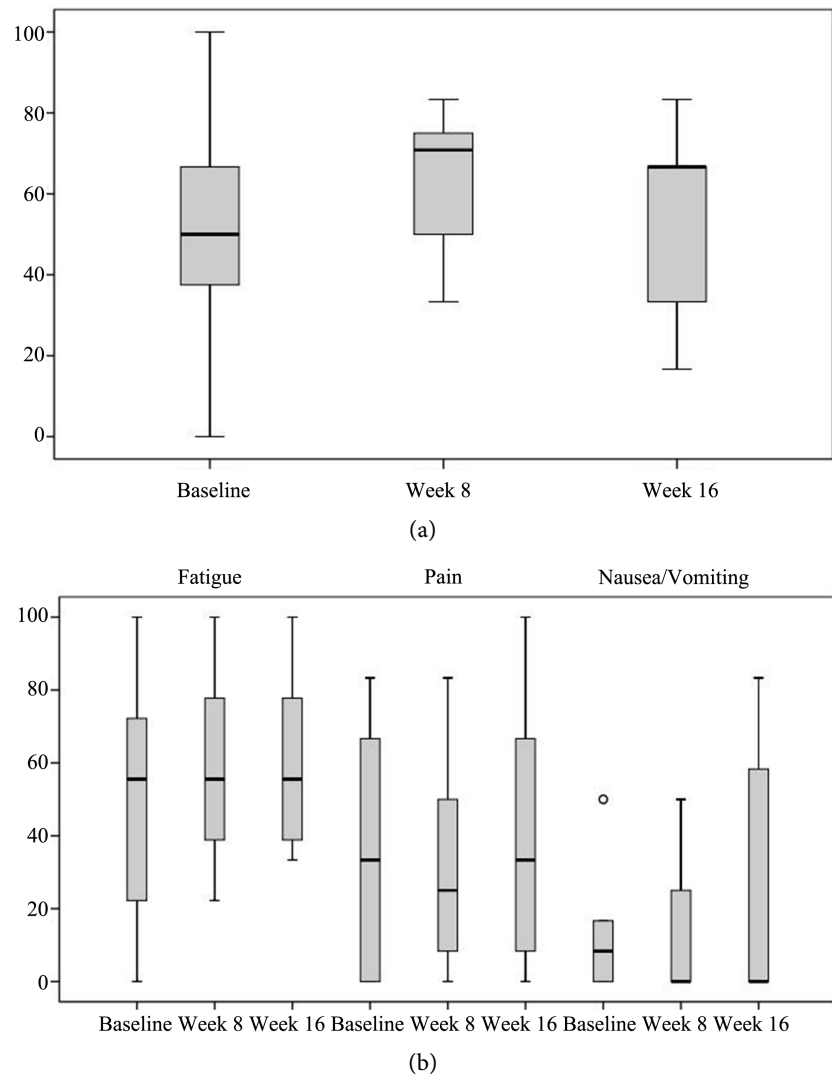 100
80
60
40
20
0
Baseline Week 8 Week 16
(a)
Fatigue Pain Nausea/Vomiting
100
80
60
40
20
0
Baseline Week 8 Week 16 Baseline Week 8 Week 16 Baseline Week 8 Week 16
(b)